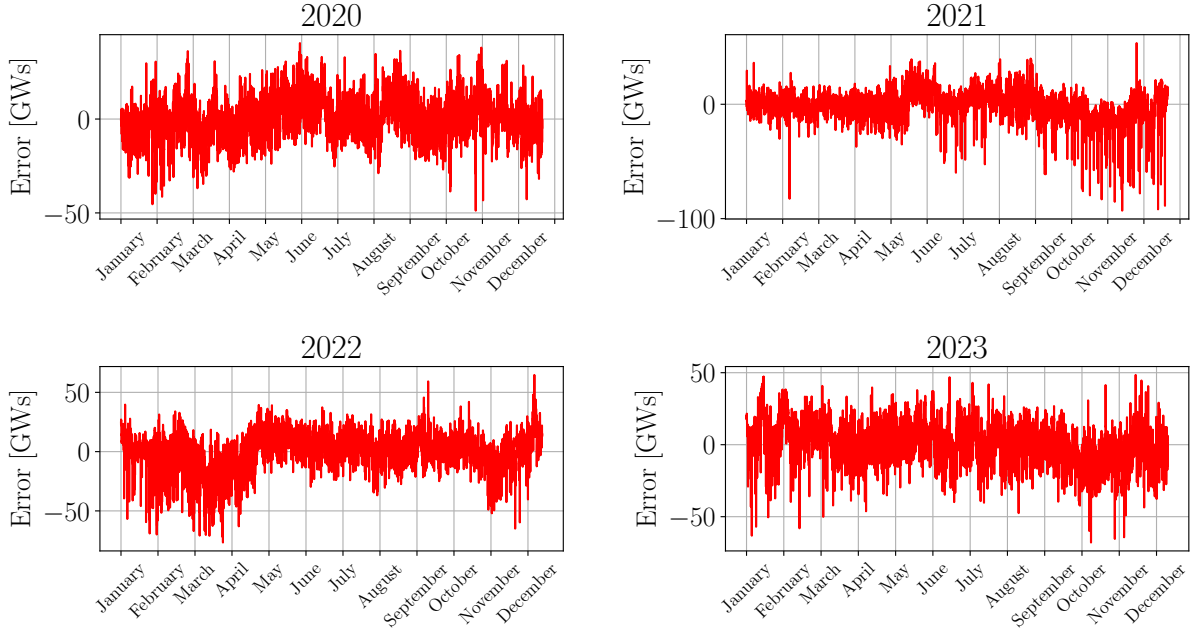 2020
Error [GWs]
0
−50
January
February
March
April
May
June
July
August
September
October
November
December
2021
Error [GWs]
0
−100
January
February
March
April
May
June
July
August
September
October
November
December
2022
Error [GWs]
50
0
−50
January
February
March
April
May
June
July
August
September
October
November
December
2023
Error [GWs]
50
0
−50
January
February
March
April
May
June
July
August
September
October
November
December